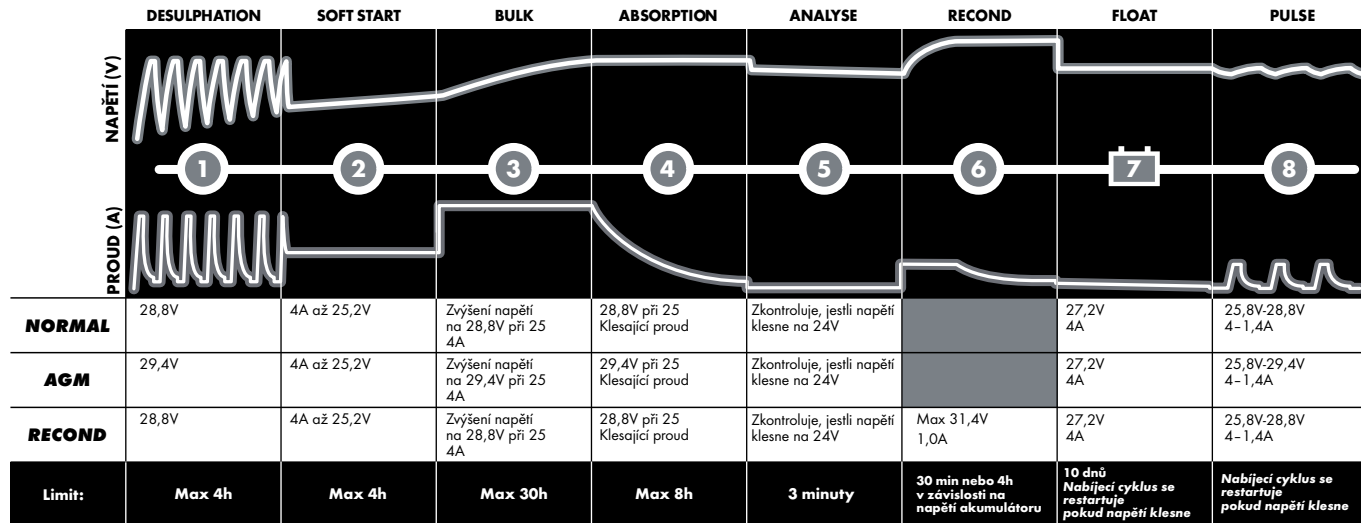 DESULPHATION SOFT START BULK ABSORPTION ANALYSE RECOND FLOAT PULSE
NAPĚTÍ (V)
1 2 3 4 5 6 7 8
PROUD (A)
NORMAL
28,8V
4A až 25,2V
Zvýšení napětí
na 28,8V při 25
4A
28,8V při 25
Klesající proud
Zkontroluje, jestli napětí
klesne na 24V
27,2V
4A
25,8V-28,8V
4–1,4A
AGM
29,4V
4A až 25,2V
Zvýšení napětí
na 29,4V při 25
4A
29,4V při 25
Klesající proud
Zkontroluje, jestli napětí
klesne na 24V
27,2V
4A
25,8V-29,4V
4–1,4A
RECOND
28,8V
4A až 25,2V
Zvýšení napětí
na 28,8V při 25
4A
28,8V při 25
Klesající proud
Zkontroluje, jestli napětí
klesne na 24V
Max 31,4V
1,0A
27,2V
4A
25,8V-28,8V
4–1,4A
Limit:
Max 4h
Max 4h
Max 30h
Max 8h
3 minuty
30 min nebo 4h
v závislosti na
napětí akumulátoru
10 dnů
Nabíjecí cyklus se
restartuje
pokud napětí klesne
Nabíjecí cyklus se
restartuje
pokud napětí klesne